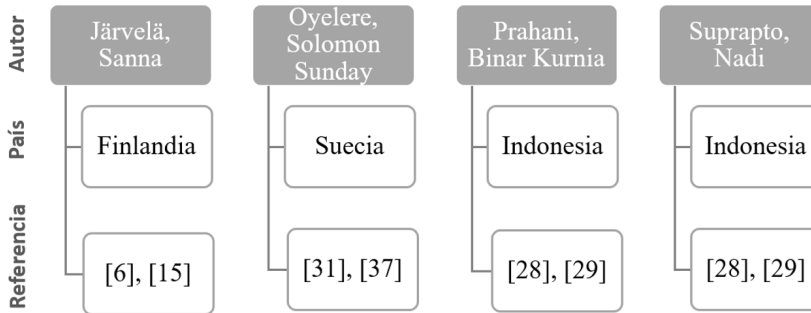 Autor
Järvelä,
Sanna
Oyelere,
Solomon
Sunday
Prahani,
Binar Kurnia
Suprapto,
Nadi
País
Finlandia
Suecia
Indonesia
Indonesia
Referencia
[6], [15]
[31], [37]
[28], [29]
[28], [29]